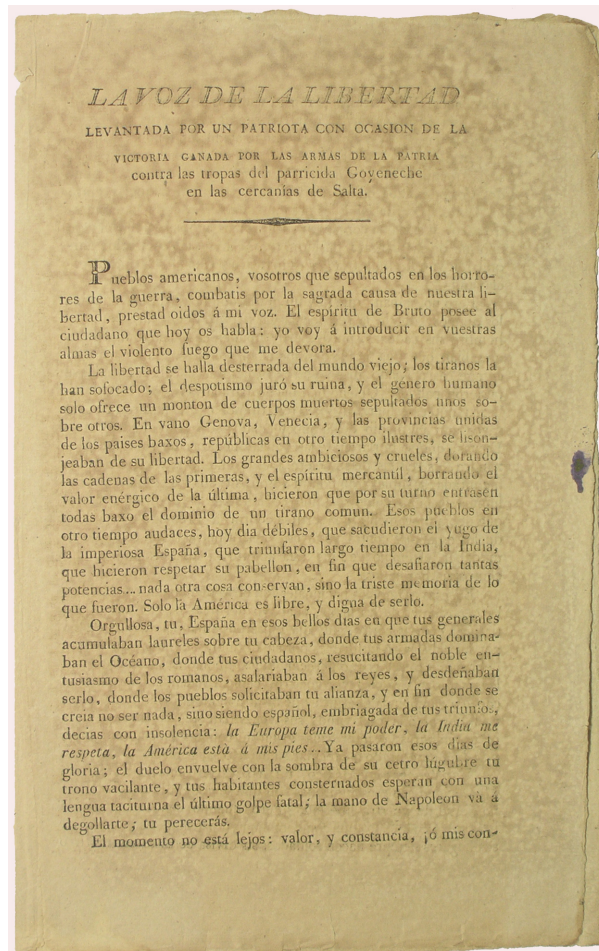 LA VOZ DE LA LIBERTAD
LEVANTADA POR UN PATRIOTA CON OCASION DE LA
VICTORIA GANADA POR LAS ARMAS DE LA PATRIA
contra las tropas del parricida Goyeneche
en las cercanías de Salta.
Pueblos americanos, vosotros que sepultados en los horro-
res de la guerra, combatis por la sagrada causa de nuestra li-
bertad, prestad oidos á mi voz. El espíritu de Bruto posee al
ciudadano que hoy os habla: yo voy á introducir en vuestras
almas el violento fuego que me devora.
La libertad se halla desterrada del mundo viejo; los tiranos la
han sofocado; el despotismo juró su ruina, y el género humano
solo ofrece un monton de cuerpos muertos sepultados unos so-
bre otros. En vano Genova, Venecia, y las provincias unidas
de los paises baxos, repúblicas en otro tiempo ilustres, se lison-
jeaban de su libertad. Los grandes ambiciosos y crueles, dorando
las cadenas de las primeras, y el espíritu mercantil, borrando el
valor enérgico de la última, hicieron que por su turno entrasen
todas baxo el dominio de un tirano comun. Esos pueblos en
otro tiempo audaces, hoy dia débiles, que sacudieron el yugo de
la imperiosa España, que triunfaron largo tiempo en la India,
que hicieron respetar su pabellon, en fin que desafiaron tantas
potencias... nada otra cosa conservan, sino la triste memoria de lo
que fueron. Solo la América es libre, y digna de serlo.
Orgullosa, tu, España en esos bellos dias en que tus generales
acumulaban laureles sobre tu cabeza, donde tus armadas domina-
ban el Océano, donde tus ciudadanos, resucitando el noble en-
tusiasmo de los romanos, asalariaban á los reyes, y desdeñaban
serlo, donde los pueblos solicitaban tu alianza, y en fin donde se
creia no ser nada, sino siendo español, embriagada de tus triunfos,
decias con insolencia: la Europa teme mi poder, la India me
respeta, la América está á mis pies.. Ya pasaron esos dias de
gloria; el duelo envuelve con la sombra de su cetro lúgubre tu
trono vacilante, y tus habitantes consternados esperan con una
lengua taciturna el último golpe fatal; la mano de Napoleon va á
degollarte; tu perecerás.
El momento no está lejos: valor, y constancia, ¡ó mis con-